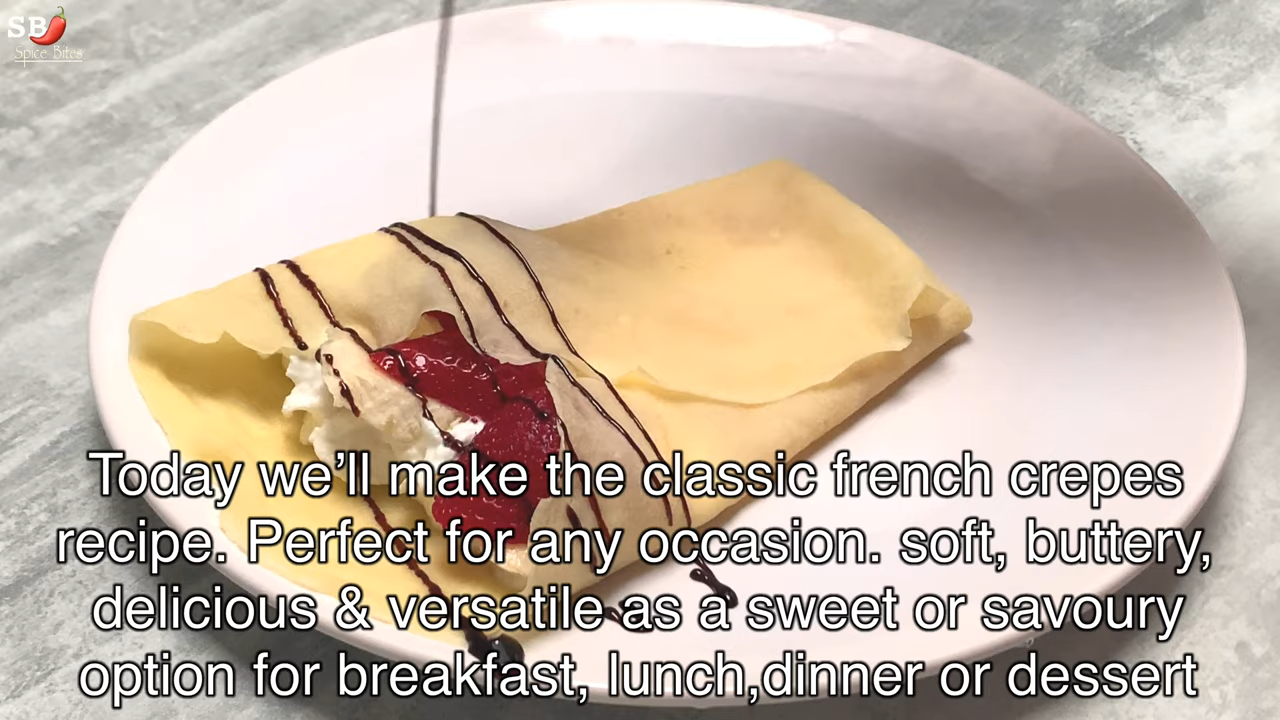 SB
Spice Bites
Today we’ll make the classic french crepes
recipe. Perfect for any occasion. soft, buttery,
delicious & versatile as a sweet or savoury
option for breakfast, lunch,dinner or dessert